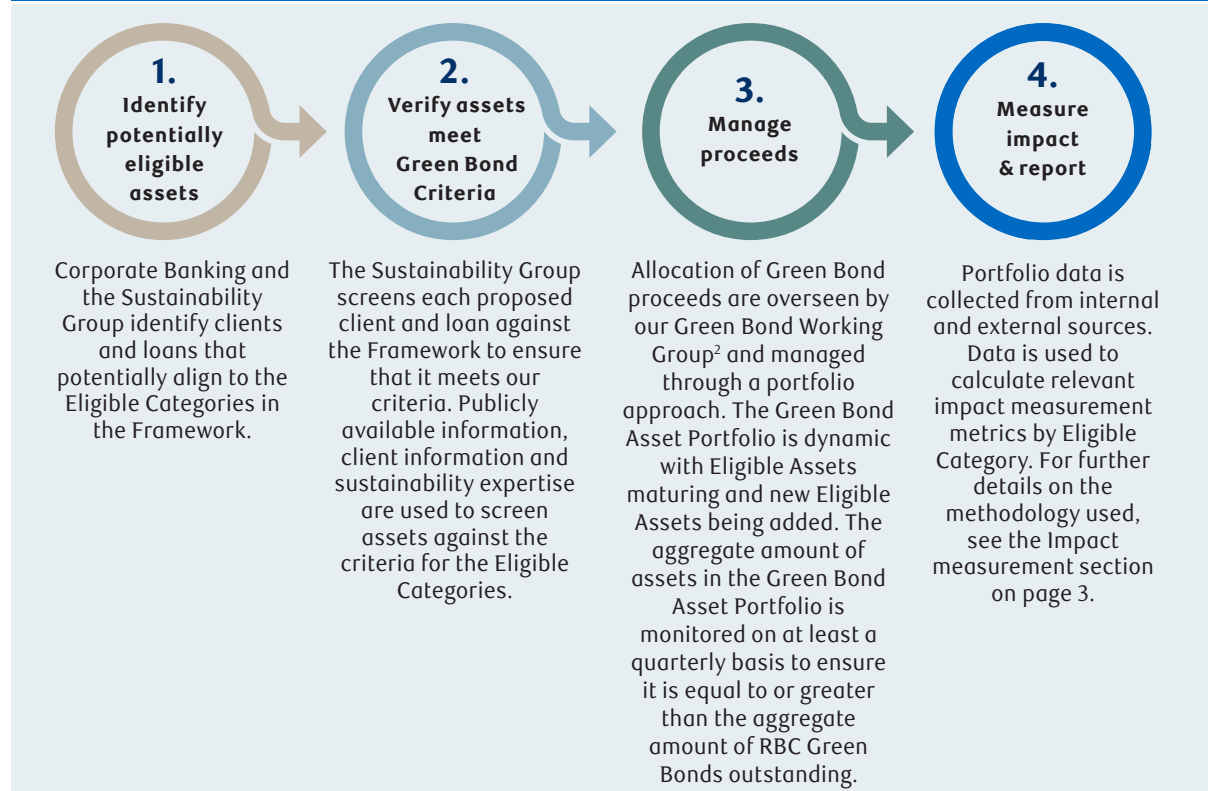 1.
Identify
potentially
eligible
assets
Corporate Banking and
the Sustainability
Group identify clients
and loans that
potentially align to the
Eligible Categories in
the Framework.
2.
Verify assets
meet
Green Bond
Criteria
The Sustainability Group
screens each proposed
client and loan against
the Framework to ensure
that it meets our
criteria. Publicly
available information,
client information and
sustainability expertise
are used to screen
assets against the
criteria for the Eligible
Categories.
3.
Manage
proceeds
Allocation of Green Bond
proceeds are overseen by
our Green Bond Working
Group² and managed
through a portfolio
approach. The Green Bond
Asset Portfolio is dynamic
with Eligible Assets
maturing and new Eligible
Assets being added. The
aggregate amount of
assets in the Green Bond
Asset Portfolio is
monitored on at least a
quarterly basis to ensure
it is equal to or greater
than the aggregate
amount of RBC Green
Bonds outstanding.
4.
Measure
impact
& report
Portfolio data is
collected from internal
and external sources.
Data is used to
calculate relevant
impact measurement
metrics by Eligible
Category. For further
details on the
methodology used,
see the Impact
measurement section
on page 3.